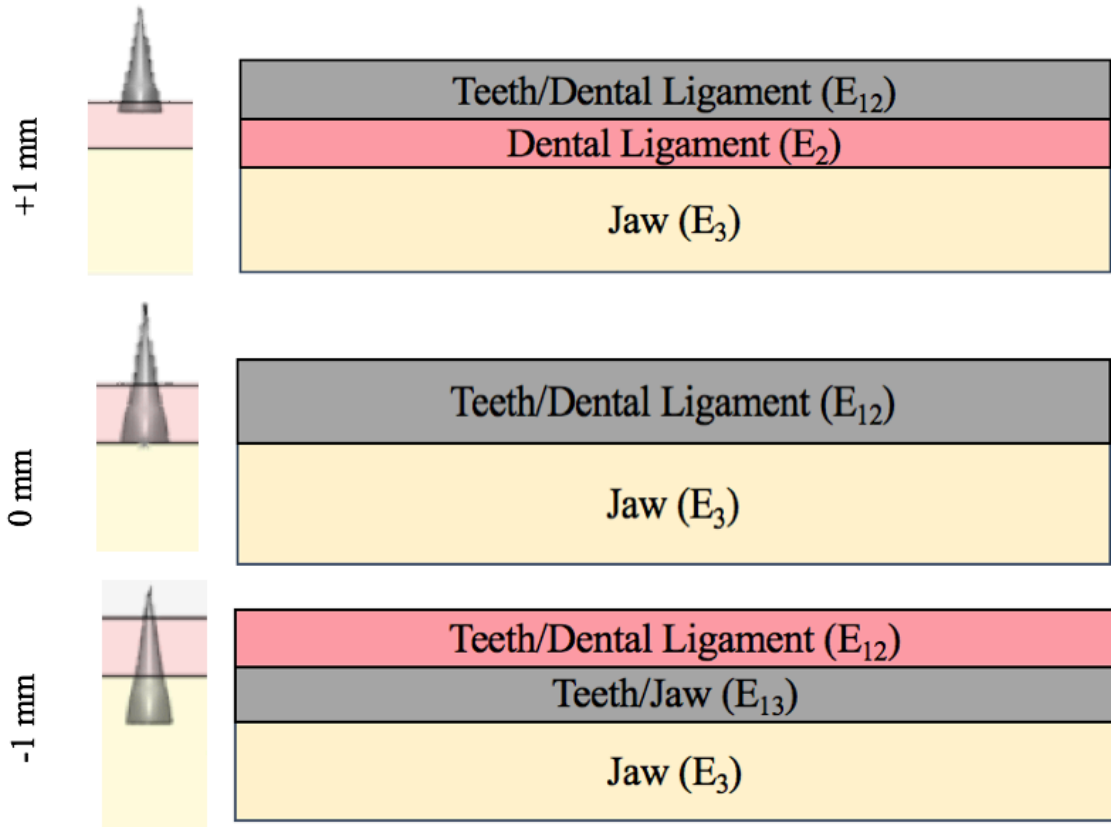 +1 mm
Teeth/Dental Ligament (E₁₂)
Dental Ligament (E₂)
Jaw (E₃)
0 mm
Teeth/Dental Ligament (E₁₂)
Jaw (E₃)
-1 mm
Teeth/Dental Ligament (E₁₂)
Teeth/Jaw (E₁₃)
Jaw (E₃)